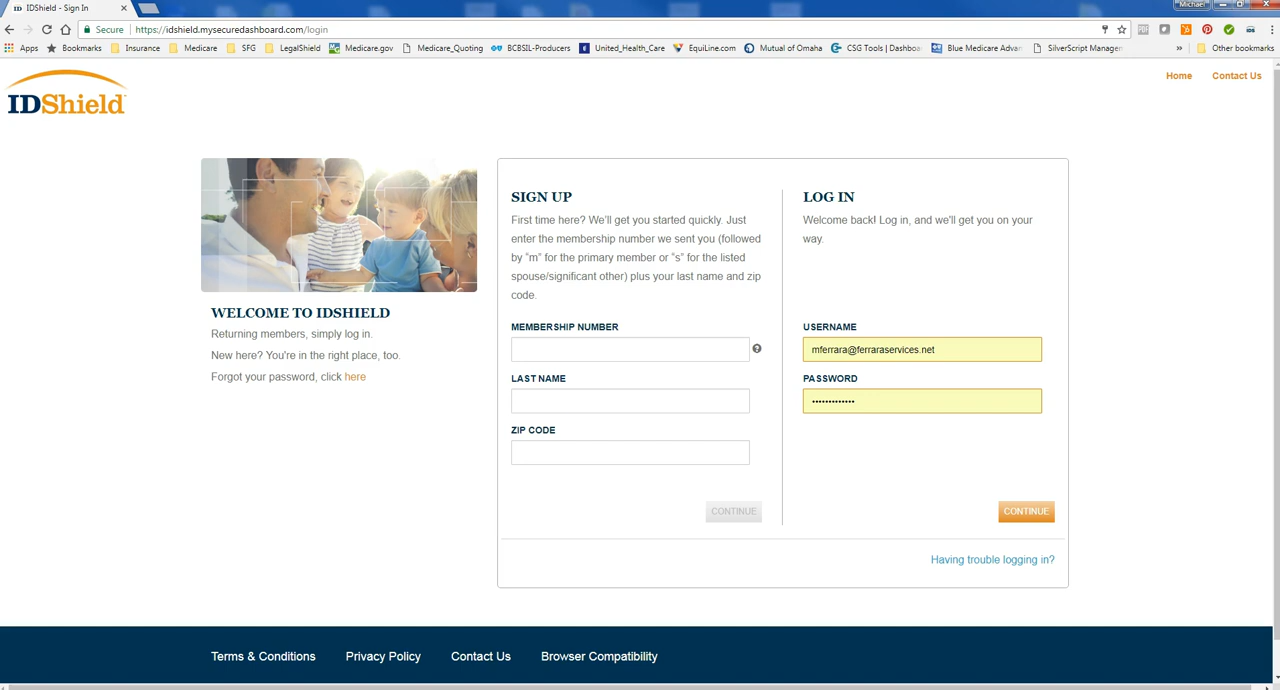 IDShield - Sign In
Michael
Secure https://idshield.mysecuredashboard.com/login
Apps Bookmarks Insurance Medicare SFG LegalShield Medicare.gov Medicare_Quoting BCBSIL-Producers United_Health_Care EquiLine.com Mutual of Omaha CSG Tools | Dashboa Blue Medicare Advan SilverScript Manager » Other bookmarks
Home Contact Us
IDShield
SIGN UP
First time here? We'll get you started quickly. Just
enter the membership number we sent you (followed
by "m" for the primary member or "s" for the listed
spouse/significant other) plus your last name and zip
code.
MEMBERSHIP NUMBER
LAST NAME
ZIP CODE
CONTINUE
LOG IN
Welcome back! Log in, and we'll get you on your
way.
USERNAME
mferrara@ferraraservices.net
PASSWORD
•••••••••••••
CONTINUE
Having trouble logging in?
WELCOME TO IDSHIELD
Returning members, simply log in.
New here? You're in the right place, too.
Forgot your password, click here
Terms & Conditions Privacy Policy Contact Us Browser Compatibility